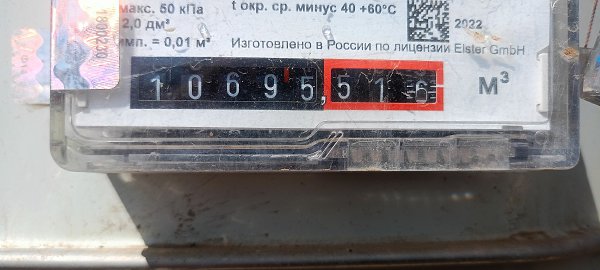 макс. 50 кПа
t окр. ср. минус 40 +60°C
2,0 дм³
имп. = 0,01 м³
2022
Изготовлено в России по лицензии Elster GmbH
10695,516 м³